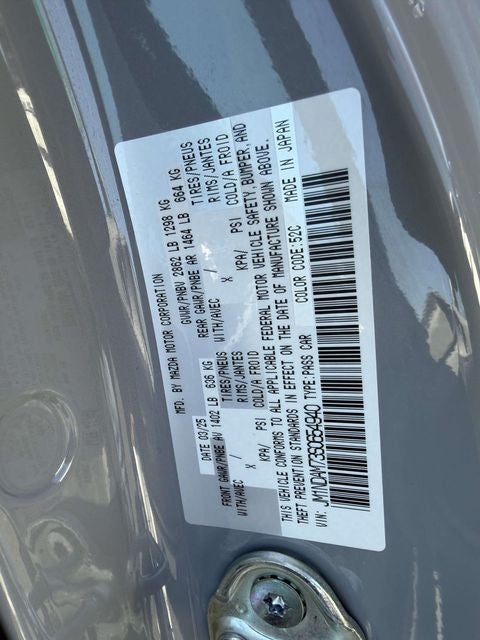 MFD. BY MAZDA MOTOR CORPORATION
DATE 03/25 GVWR/PNBV 2862 LB 1298 KG
FRONT GAWR/PNBE AV 1402 LB 636 KG REAR GAWR/PNBE AR 1464 LB 664 KG
WITH/AVEC / TIRES/PNEUS WITH/AVEC / TIRES/PNEUS
X RIMS/JANTES X RIMS/JANTES
KPA/ PSI COLD/A FROID KPA/ PSI COLD/A FROID
THIS VEHICLE CONFORMS TO ALL APPLICABLE FEDERAL MOTOR VEHICLE SAFETY,BUMPER,AND
THEFT PREVENTION STANDARDS IN EFFECT ON THE DATE OF MANUFACTURE SHOWN ABOVE.
TYPE:PASS CAR COLOR CODE:52C MADE IN JAPAN
VIN: JM1NDAM73S0654940